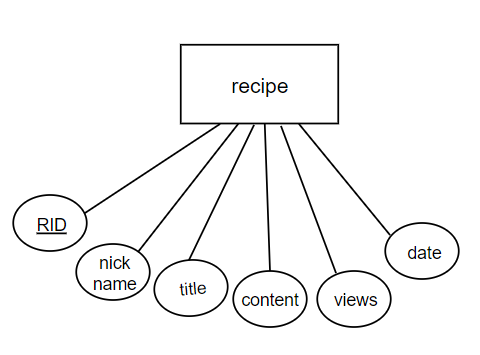 recipe
RID
nick
name
title
content
views
date